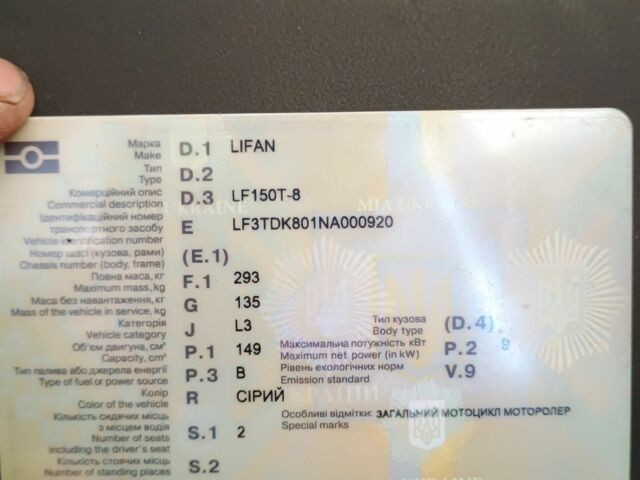 Марка
Make D.1 LIFAN
Тип
Type D.2
Комерційний опис
Commercial description D.3 LF150T-8
Ідентифікаційний номер
транспортного засобу E LF3TDK801NA000920
Vehicle identification number
Номер шасі (кузова, рами)
Chassis number (body, frame) (E.1)
Повна маса, кг
Maximum mass, kg F.1 293
Маса без навантаження, кг
Mass of the vehicle in service, kg G 135
Категорія
Vehicle category J L3
Об'єм двигуна, см³
Capacity, cm³ P.1 149
Тип палива або джерела енергії
Type of fuel or power source P.3 B
Колір
Color of the vehicle R СІРИЙ
Кількість сидячих місць
з місцем водія
Number of seats S.1 2
including the driver's seat
Кількість стоячих місць
Number of standing places S.2
Тип кузова
Body type (D.4)
Максимальна потужність кВт
Maximum net power (in kW) P.2 9
Рівень екологічних норм
Emission standard V.9
Особливі відмітки: ЗАГАЛЬНИЙ МОТОЦИКЛ МОТОРОЛЕР
Special marks
UKRAINE
МІА UKRAINE
УКРАЇНИ
UKRAINE